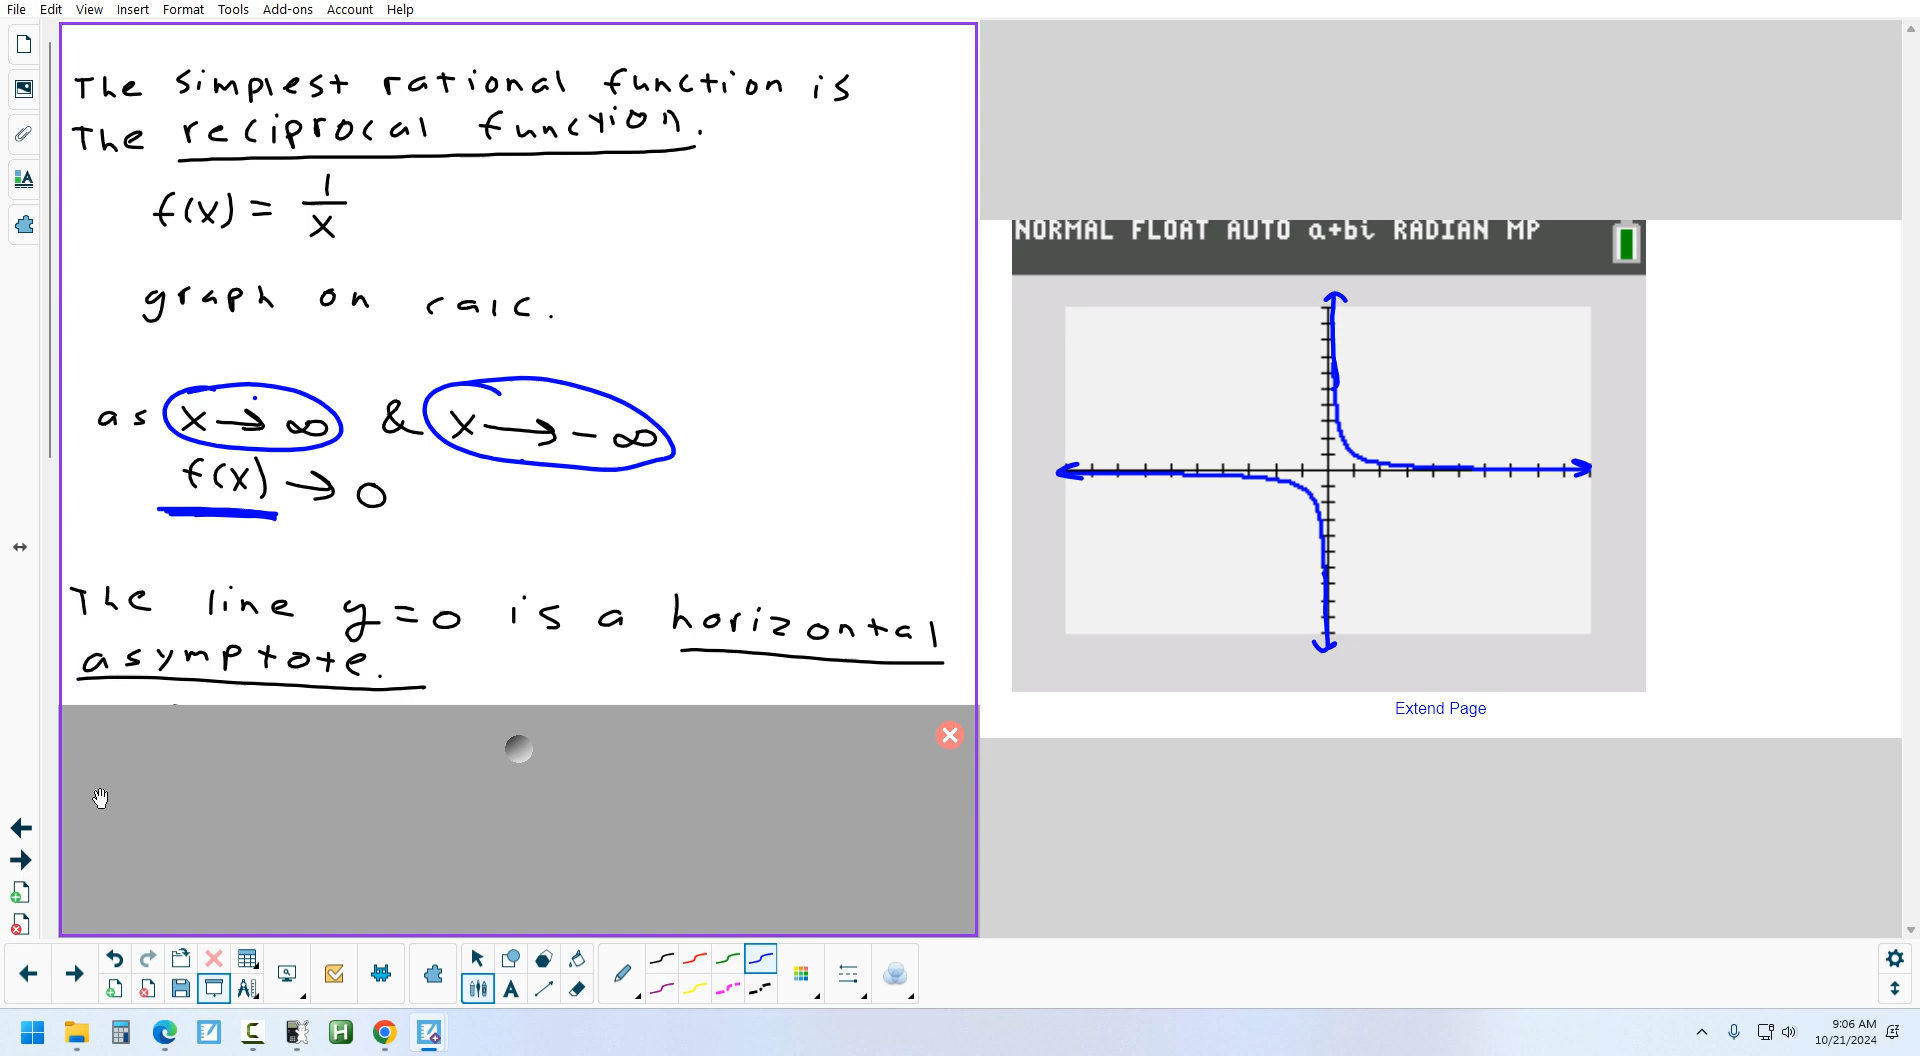 File Edit View Insert Format Tools Add-ons Account Help
The simplest rational function is
The reciprocal function.
f(x) = 1/x
graph on calc.
as x → ∞ & x → - ∞
f(x) → 0
The line y=0 is a horizontal
asymptote.
NORMAL FLOAT AUTO a+bi RADIAN MP
Extend Page
9:06 AM
10/21/2024